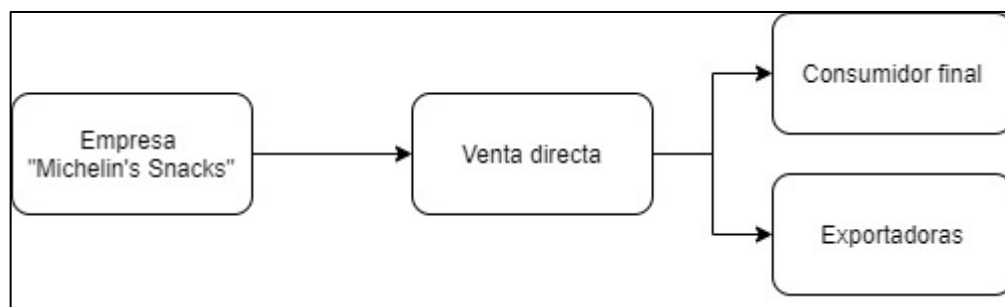 Empresa
"Michelin's Snacks"
Venta directa
Consumidor final
Exportadoras